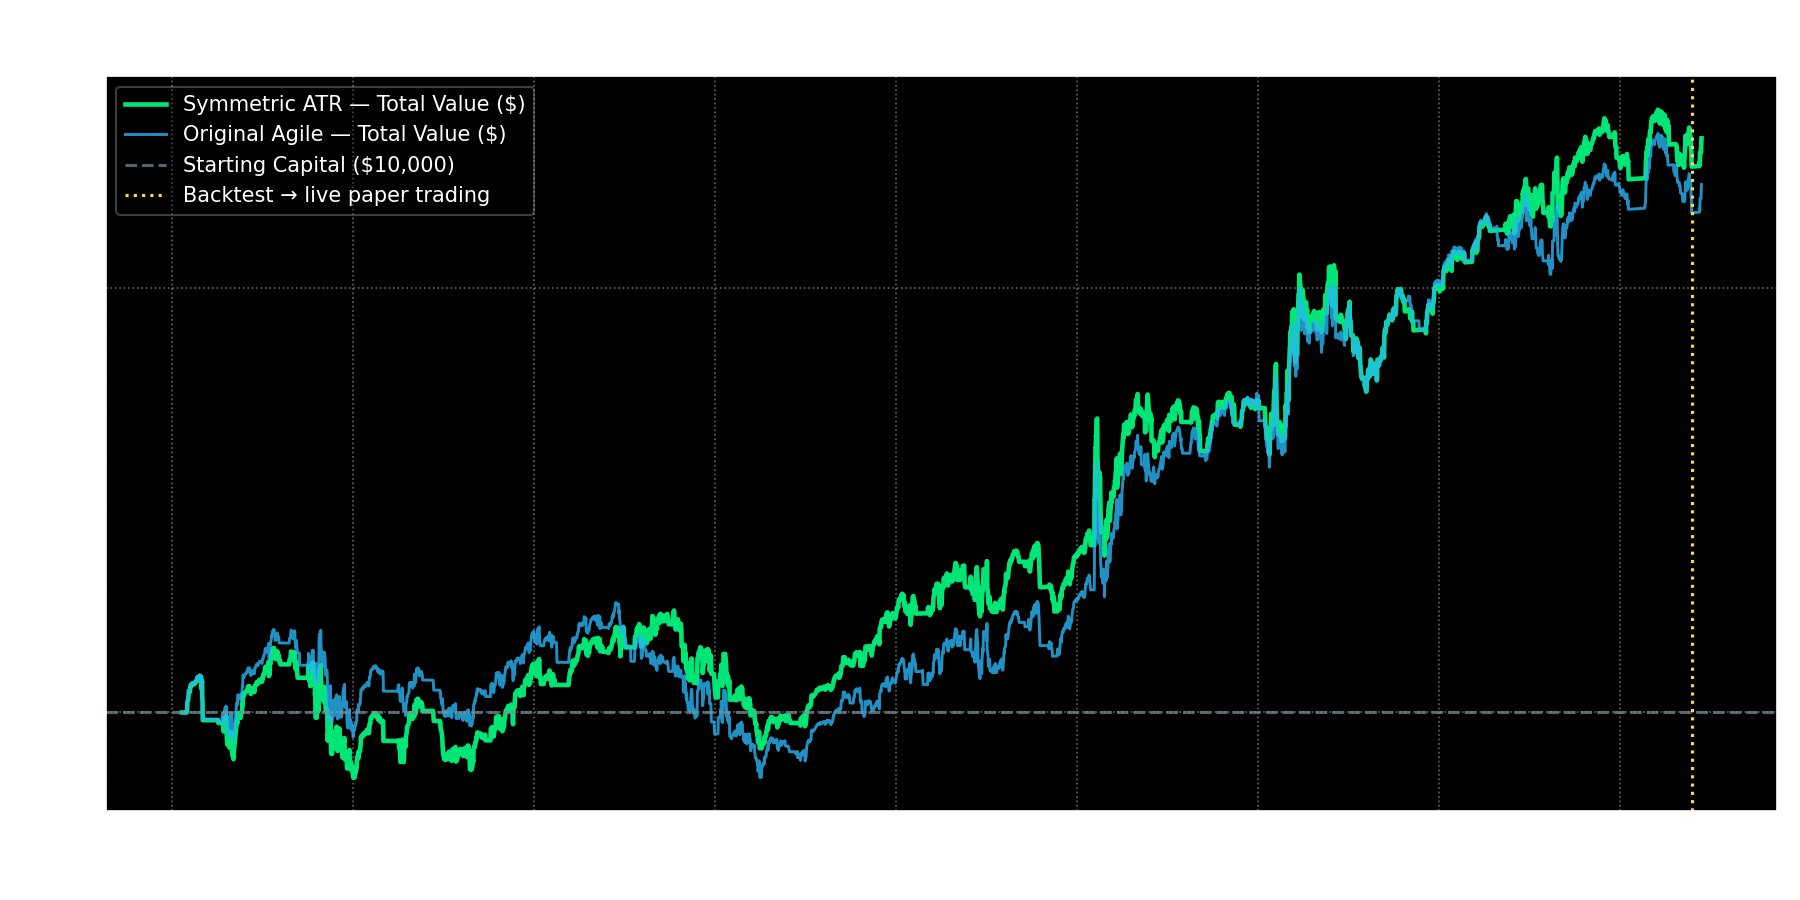 Symmetric ATR — Total Value ($)
Original Agile — Total Value ($)
Starting Capital ($10,000)
Backtest → live paper trading